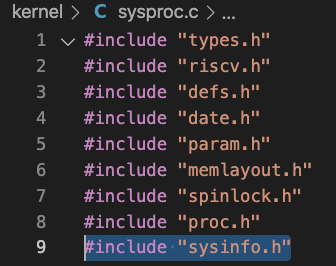 kernel > C sysproc.c > ...
1 #include "types.h"
2 #include "riscv.h"
3 #include "defs.h"
4 #include "date.h"
5 #include "param.h"
6 #include "memlayout.h"
7 #include "spinlock.h"
8 #include "proc.h"
9 #include "sysinfo.h"